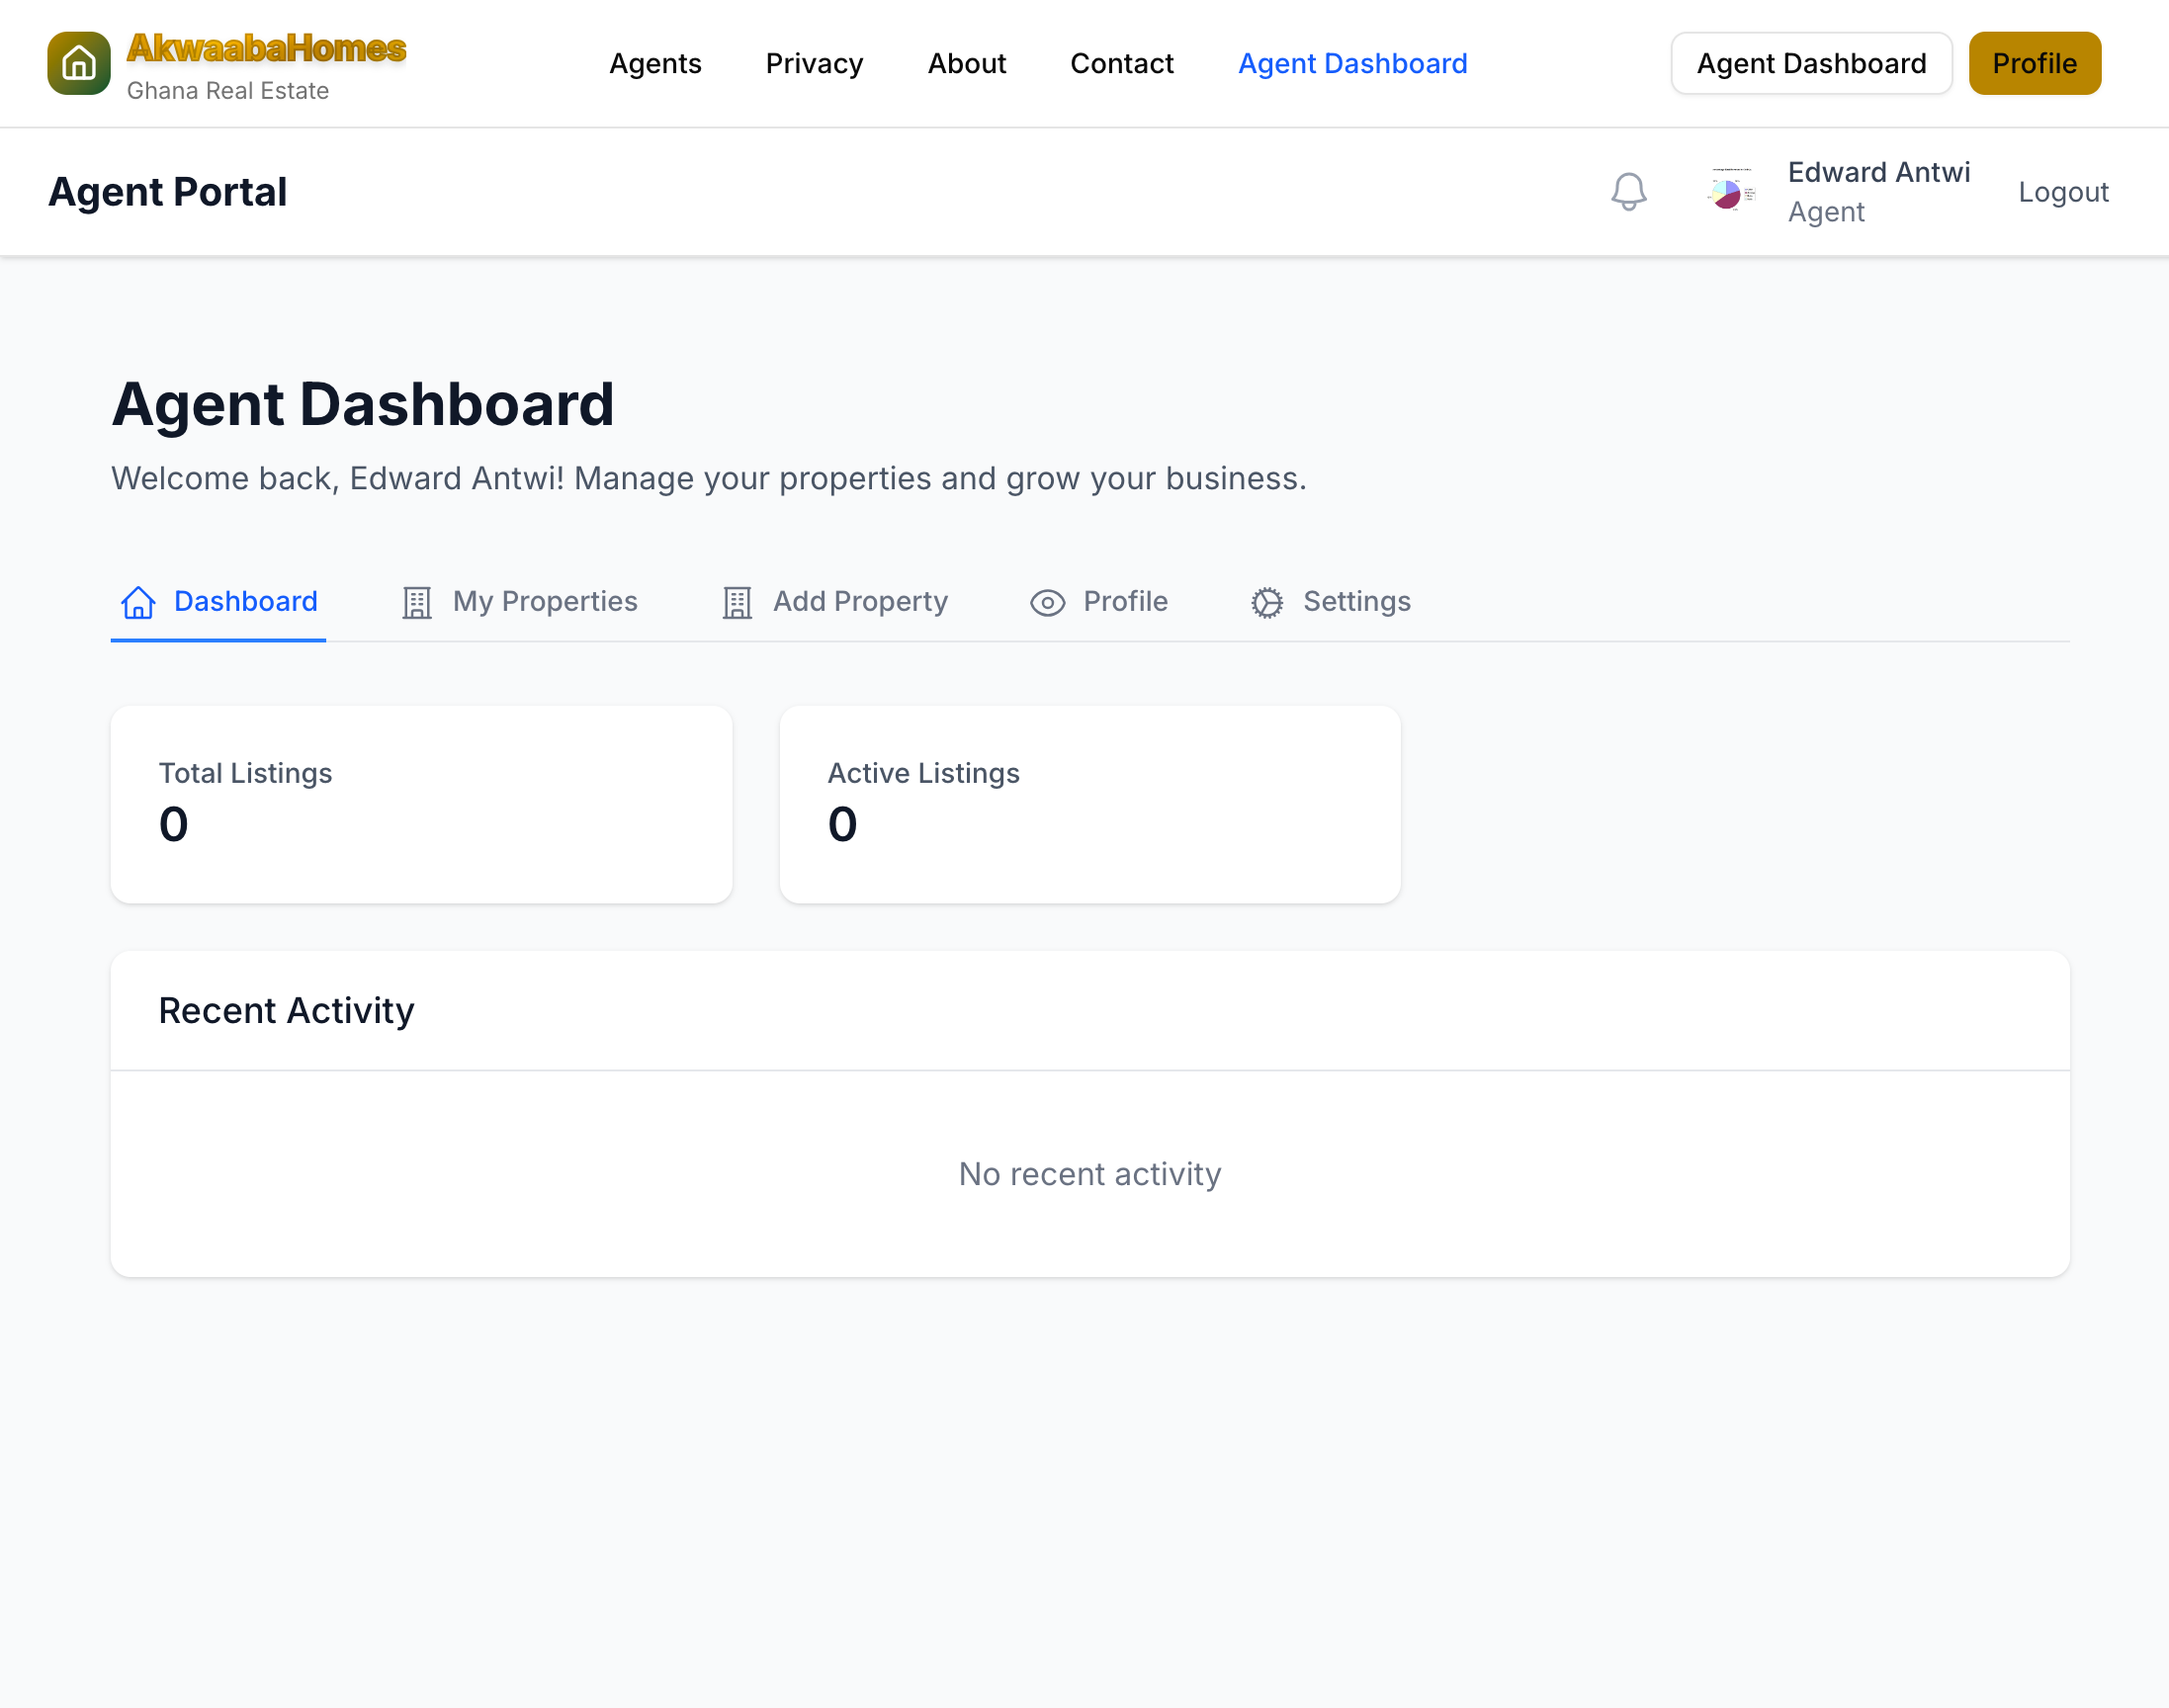 AkwaabaHomes
Ghana Real Estate
Agents
Privacy
About
Contact
Agent Dashboard
Agent Dashboard
Profile
Agent Portal
Edward Antwi
Agent
Logout
Agent Dashboard
Welcome back, Edward Antwi! Manage your properties and grow your business.
Dashboard
My Properties
Add Property
Profile
Settings
Total Listings
0
Active Listings
0
Recent Activity
No recent activity